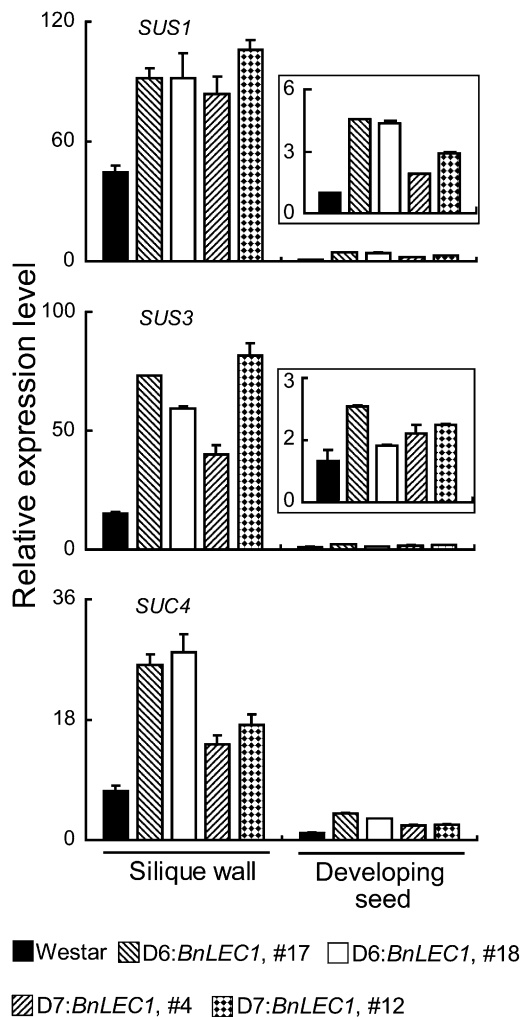 Relative expression level
120
SUS1
60
0
6
3
0
100
SUS3
50
0
3
2
0
36
SUC4
18
0
Silique wall
Developing
seed
Westar
D6:BnLEC1, #17
D6:BnLEC1, #18
D7:BnLEC1, #4
D7:BnLEC1, #12